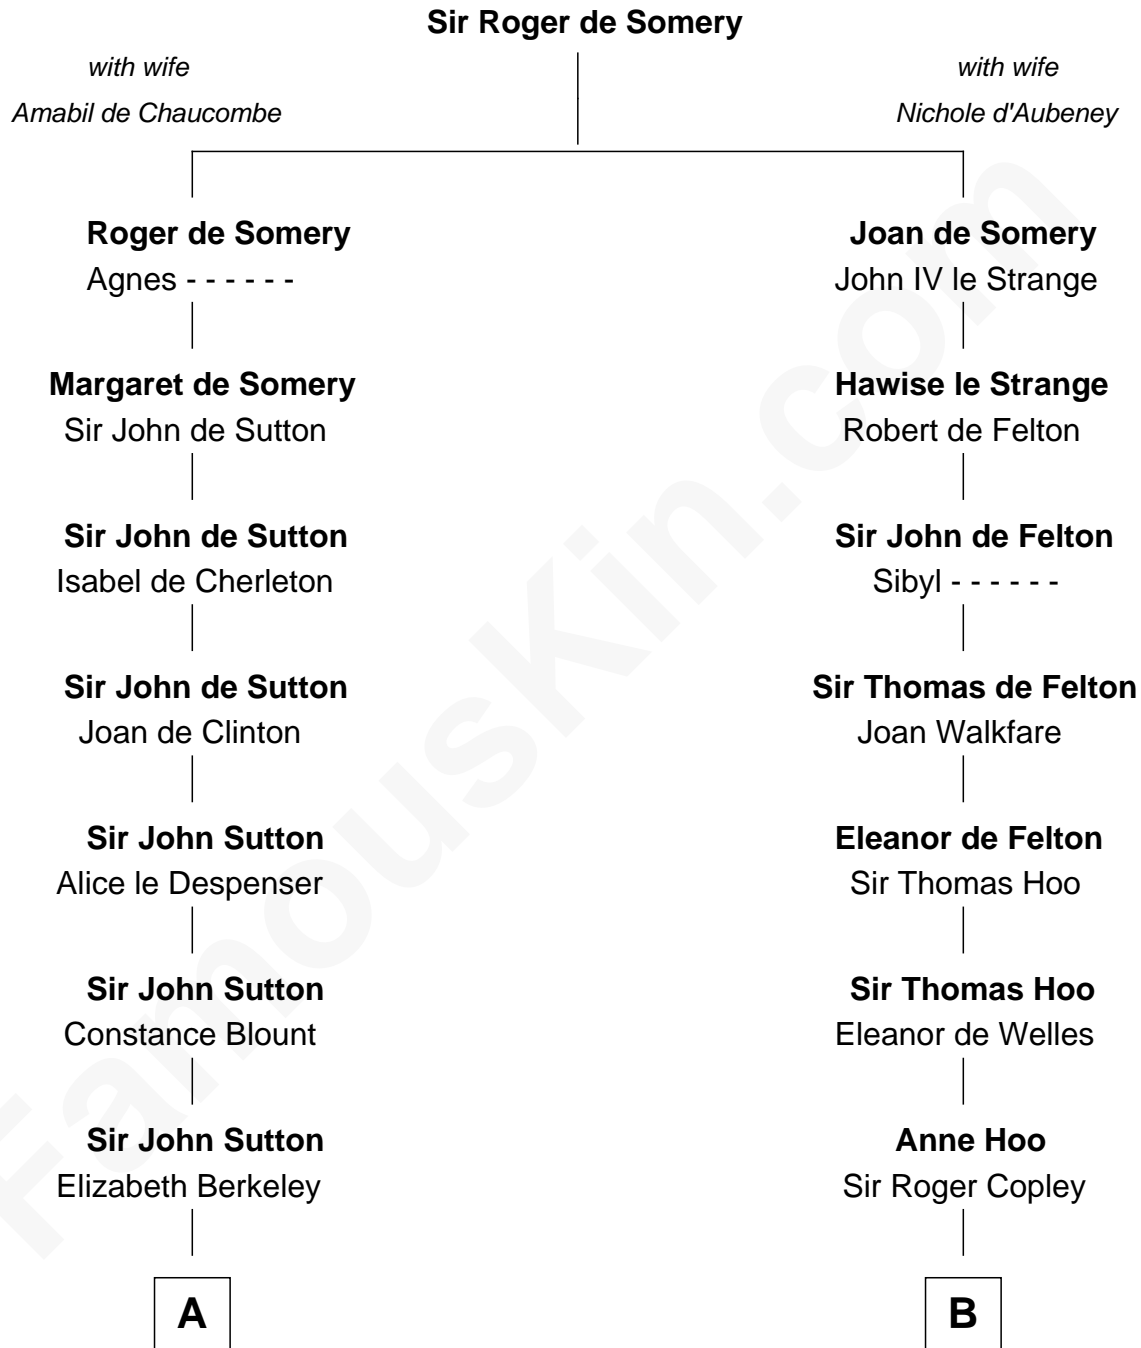 Sir Roger de Somery
with wife
Amabil de Chaucombe
with wife
Nichole d'Aubeney
Roger de Somery
Agnes - - - - - -
Margaret de Somery
Sir John de Sutton
Sir John de Sutton
Isabel de Cherleton
Sir John de Sutton
Joan de Clinton
Sir John Sutton
Alice le Despenser
Sir John Sutton
Constance Blount
Sir John Sutton
Elizabeth Berkeley
A
Joan de Somery
John IV le Strange
Hawise le Strange
Robert de Felton
Sir John de Felton
Sibyl - - - - - -
Sir Thomas de Felton
Joan Walkfare
Eleanor de Felton
Sir Thomas Hoo
Sir Thomas Hoo
Eleanor de Welles
Anne Hoo
Sir Roger Copley
B
FamousKin.com